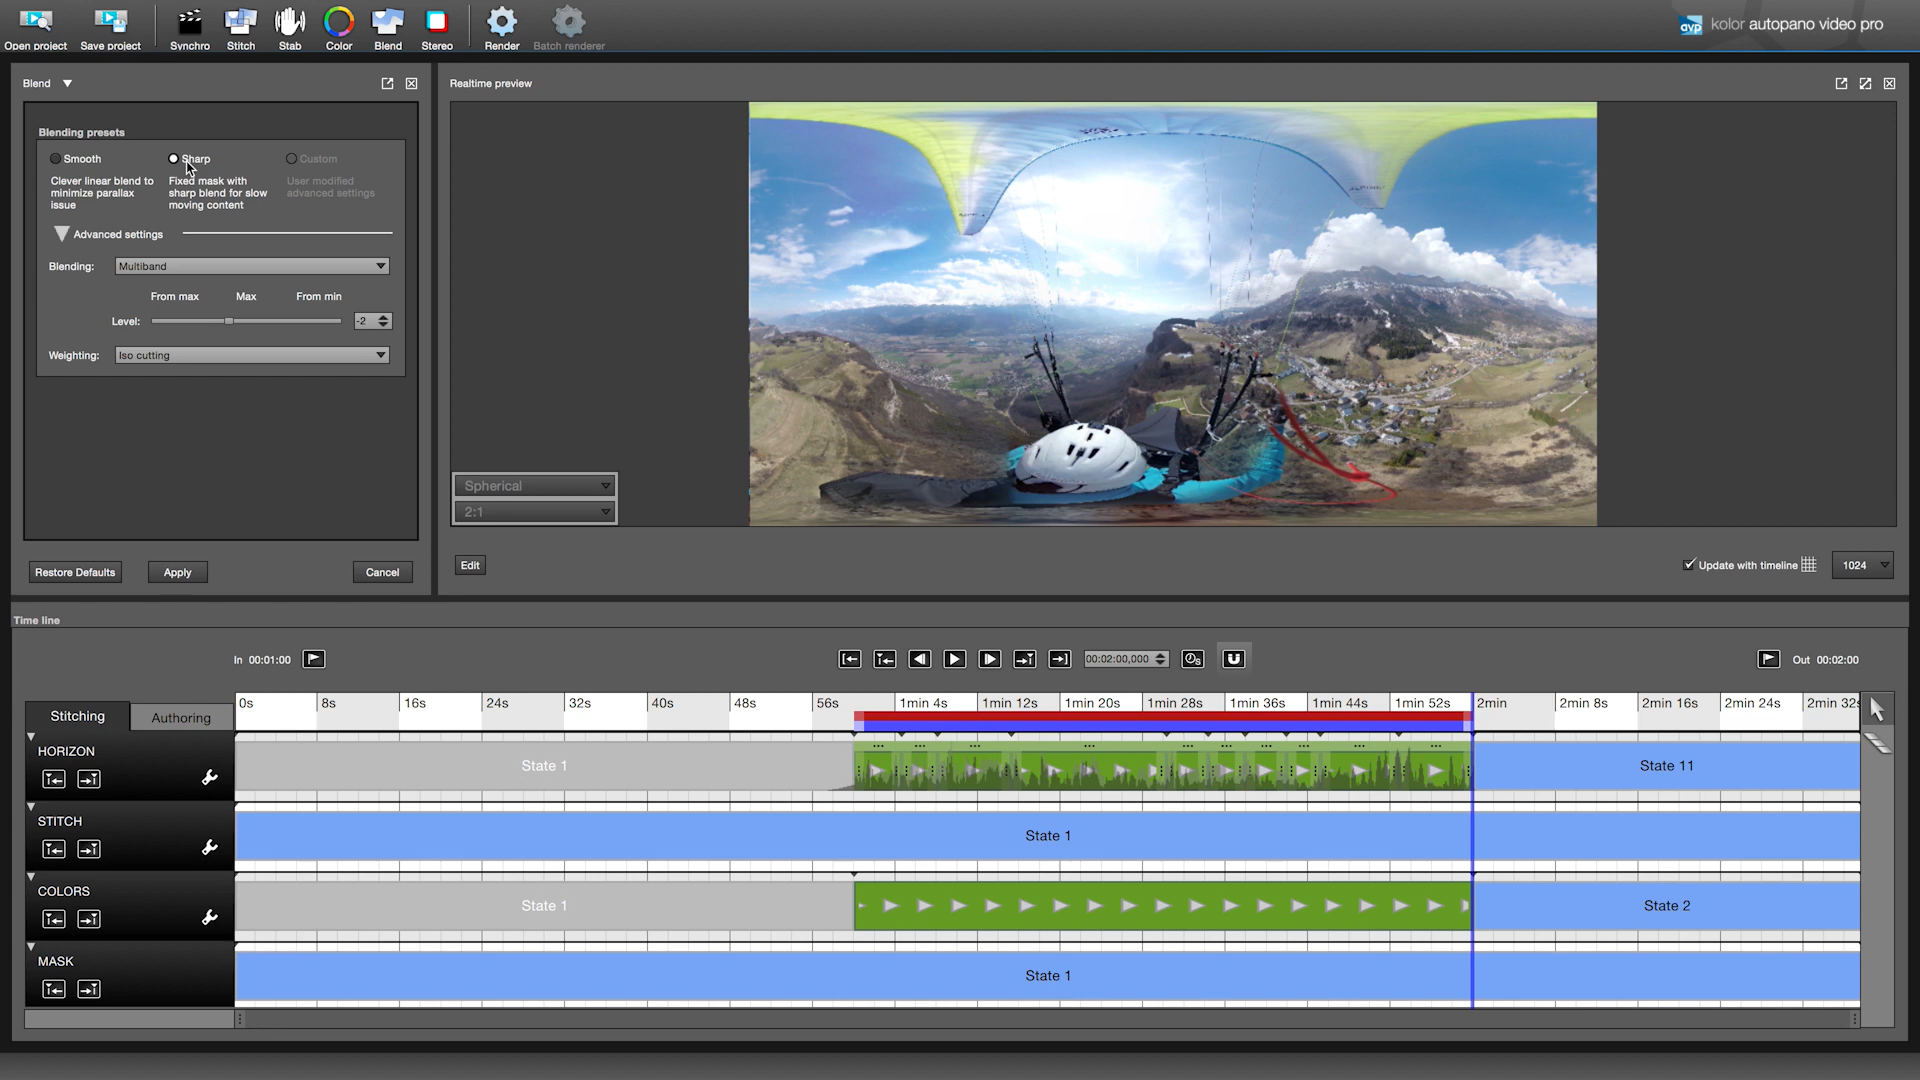 Open project
Save project
Synchro
Stitch
Stab
Color
Blend
Stereo
Render
Batch renderer
avp kolor autopano video pro
Blend
Realtime preview
Blending presets
Smooth
Sharp
Custom
Clever linear blend to
minimize parallax
issue
Fixed mask with
sharp blend for slow
moving content
User modified
advanced settings
Advanced settings
Blending: Multiband
From max Max From min
Level: -2
Weighting: Iso cutting
Spherical
2:1
Restore Defaults
Apply
Cancel
Edit
Update with timeline
1024
Time line
In 00:01:00
00:02:00,000
Out 00:02:00
Stitching
Authoring
0s 8s 16s 24s 32s 40s 48s 56s 1min 4s 1min 12s 1min 20s 1min 28s 1min 36s 1min 44s 1min 52s 2min 2min 8s 2min 16s 2min 24s 2min 32s
HORIZON
State 1
State 11
STITCH
State 1
COLORS
State 1
State 2
MASK
State 1